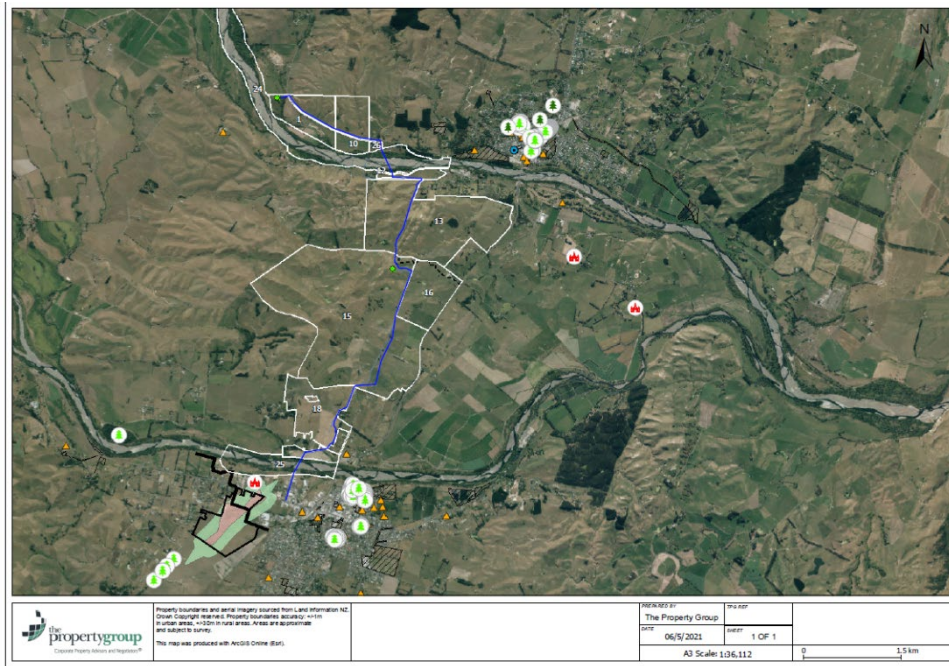 N
24
1
10
13
16
15
18
25
the
propertygroup
Corporate Property Advisors and Negotiators
Property boundaries and aerial imagery sourced from Land Information NZ.
Crown Copyright reserved. Property boundaries accuracy: +/-1m
in urban areas, +/-30m in rural areas. Areas are approximate
and subject to survey.
This map was produced with ArcGIS Online (Esri).
PREPARED BY
The Property Group
TPG REF
DATE
06/5/2021
SHEET
1 OF 1
A3 Scale: 1:36,112
0 1.5 km